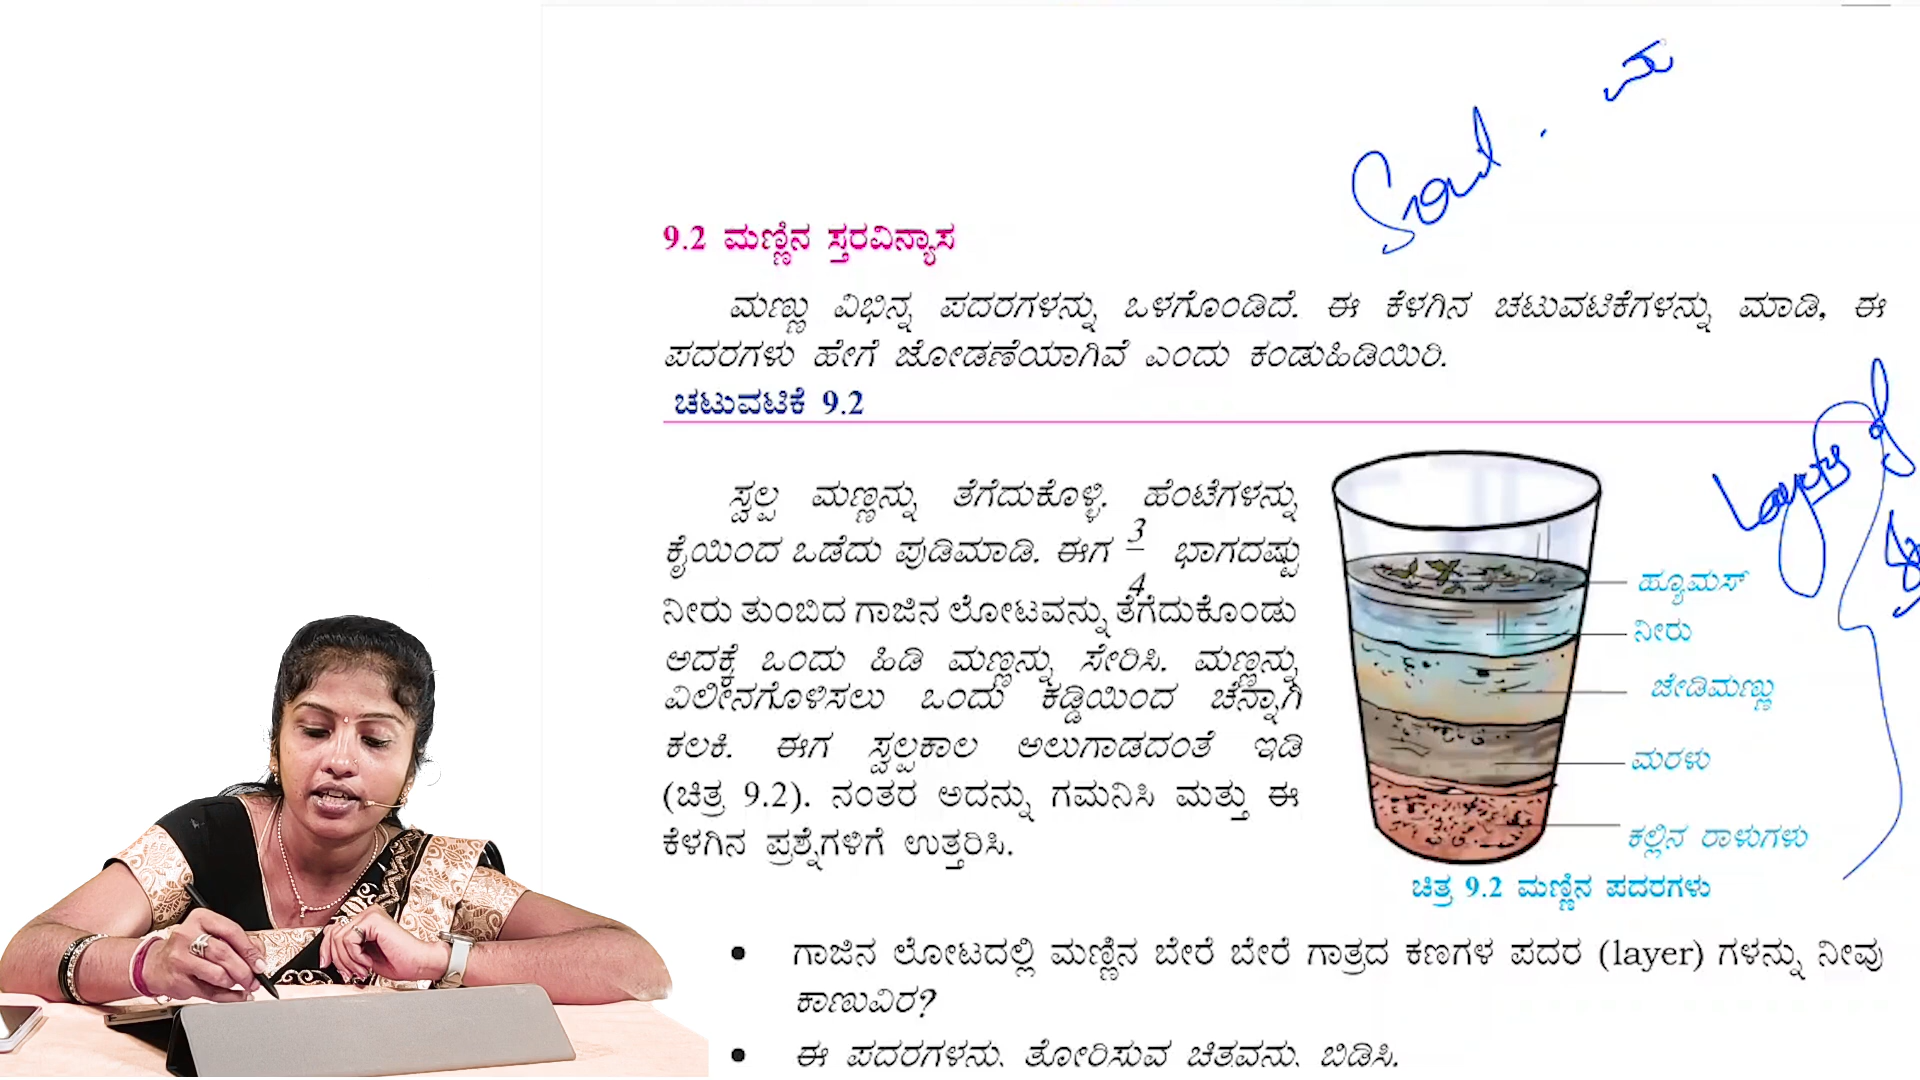 Soil.
9.2 ಮಣ್ಣಿನ ಸ್ತರವಿನ್ಯಾಸ
ಮಣ್ಣು ವಿಭಿನ್ನ ಪದರಗಳನ್ನು ಒಳಗೊಂಡಿದೆ. ಈ ಕೆಳಗಿನ ಚಟುವಟಿಕೆಗಳನ್ನು ಮಾಡಿ, ಈ
ಪದರಗಳು ಹೇಗೆ ಜೋಡಣೆಯಾಗಿವೆ ಎಂದು ಕಂಡುಹಿಡಿಯಿರಿ.
ಚಟುವಟಿಕೆ 9.2
ಸ್ವಲ್ಪ ಮಣ್ಣನ್ನು ತೆಗೆದುಕೊಳ್ಳಿ. ಹೆಂಟೆಗಳನ್ನು
ಕೈಯಿಂದ ಒಡೆದು ಪುಡಿಮಾಡಿ. ಈಗ 3/4 ಭಾಗದಷ್ಟು
ನೀರು ತುಂಬಿದ ಗಾಜಿನ ಲೋಟವನ್ನು ತೆಗೆದುಕೊಂಡು
ಅದಕ್ಕೆ ಒಂದು ಹಿಡಿ ಮಣ್ಣನ್ನು ಸೇರಿಸಿ. ಮಣ್ಣನ್ನು
ವಿಲೀನಗೊಳಿಸಲು ಒಂದು ಕಡ್ಡಿಯಿಂದ ಚೆನ್ನಾಗಿ
ಕಲಕಿ. ಈಗ ಸ್ವಲ್ಪಕಾಲ ಅಲುಗಾಡದಂತೆ ಇಡಿ
(ಚಿತ್ರ 9.2). ನಂತರ ಅದನ್ನು ಗಮನಿಸಿ ಮತ್ತು ಈ
ಕೆಳಗಿನ ಪ್ರಶ್ನೆಗಳಿಗೆ ಉತ್ತರಿಸಿ.
Layers of
ಹ್ಯೂಮಸ್
ನೀರು
ಜೇಡಿಮಣ್ಣು
ಮರಳು
ಕಲ್ಲಿನ ರಾಳುಗಳು
ಚಿತ್ರ 9.2 ಮಣ್ಣಿನ ಪದರಗಳು
• ಗಾಜಿನ ಲೋಟದಲ್ಲಿ ಮಣ್ಣಿನ ಬೇರೆ ಬೇರೆ ಗಾತ್ರದ ಕಣಗಳ ಪದರ (layer) ಗಳನ್ನು ನೀವು
ಕಾಣುವಿರ?
• ಈ ಪದರಗಳನ್ನು ತೋರಿಸುವ ಚಿತ್ರವನ್ನು ಬಿಡಿಸಿ.